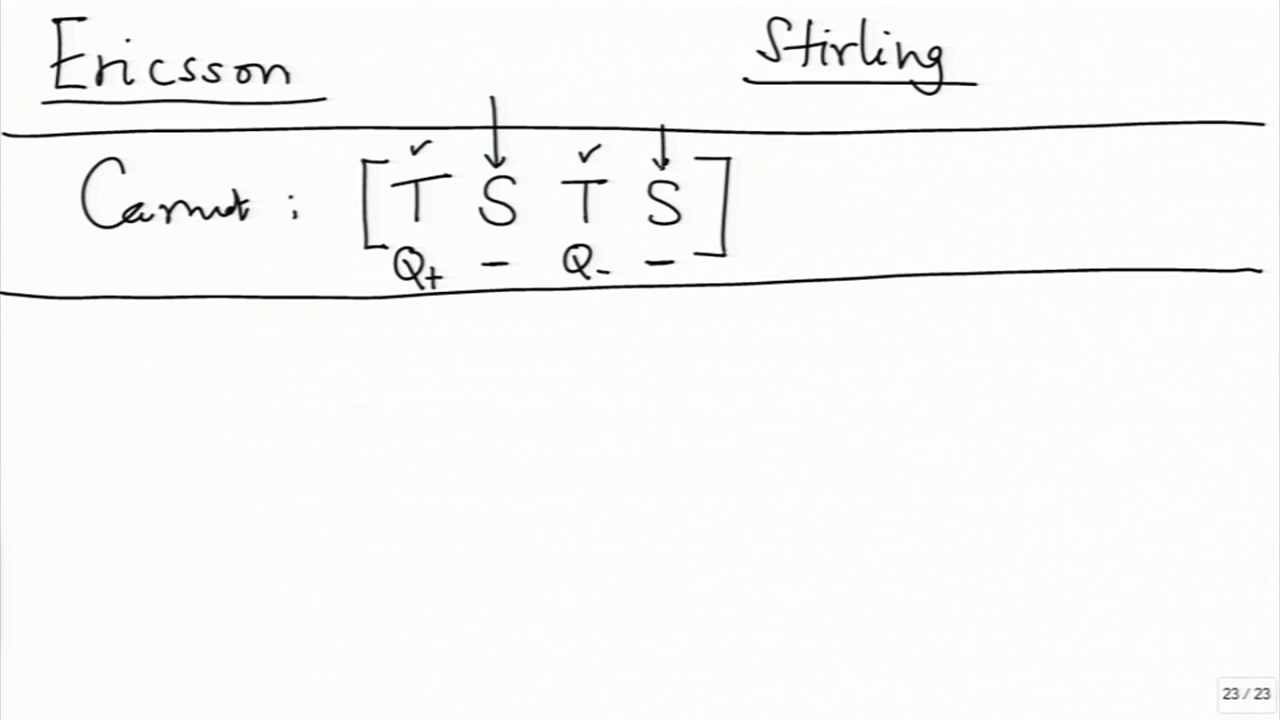 Ericsson Stirling
Carnot : [T S T S]
Q+ – Q- –
23 / 23